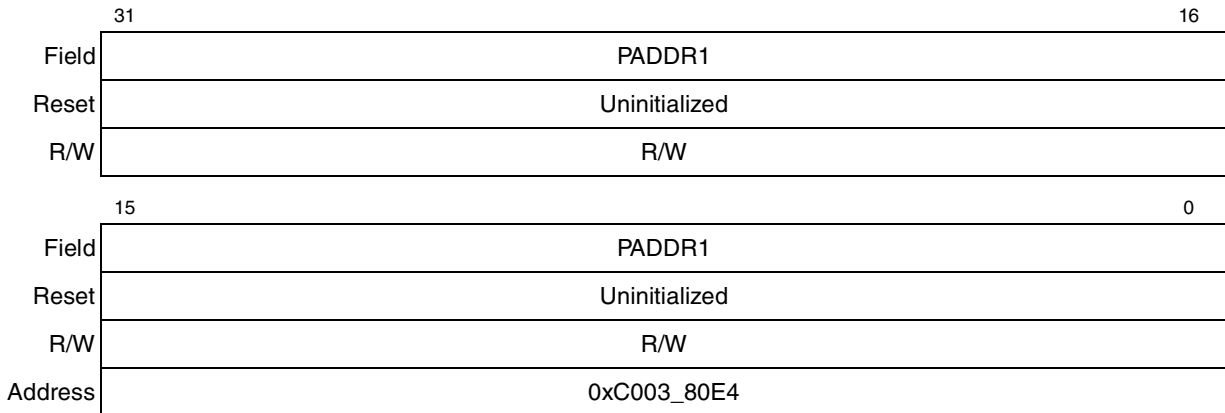 31 16
Field PADDR1
Reset Uninitialized
R/W R/W
15 0
Field PADDR1
Reset Uninitialized
R/W R/W
Address 0xC003_80E4